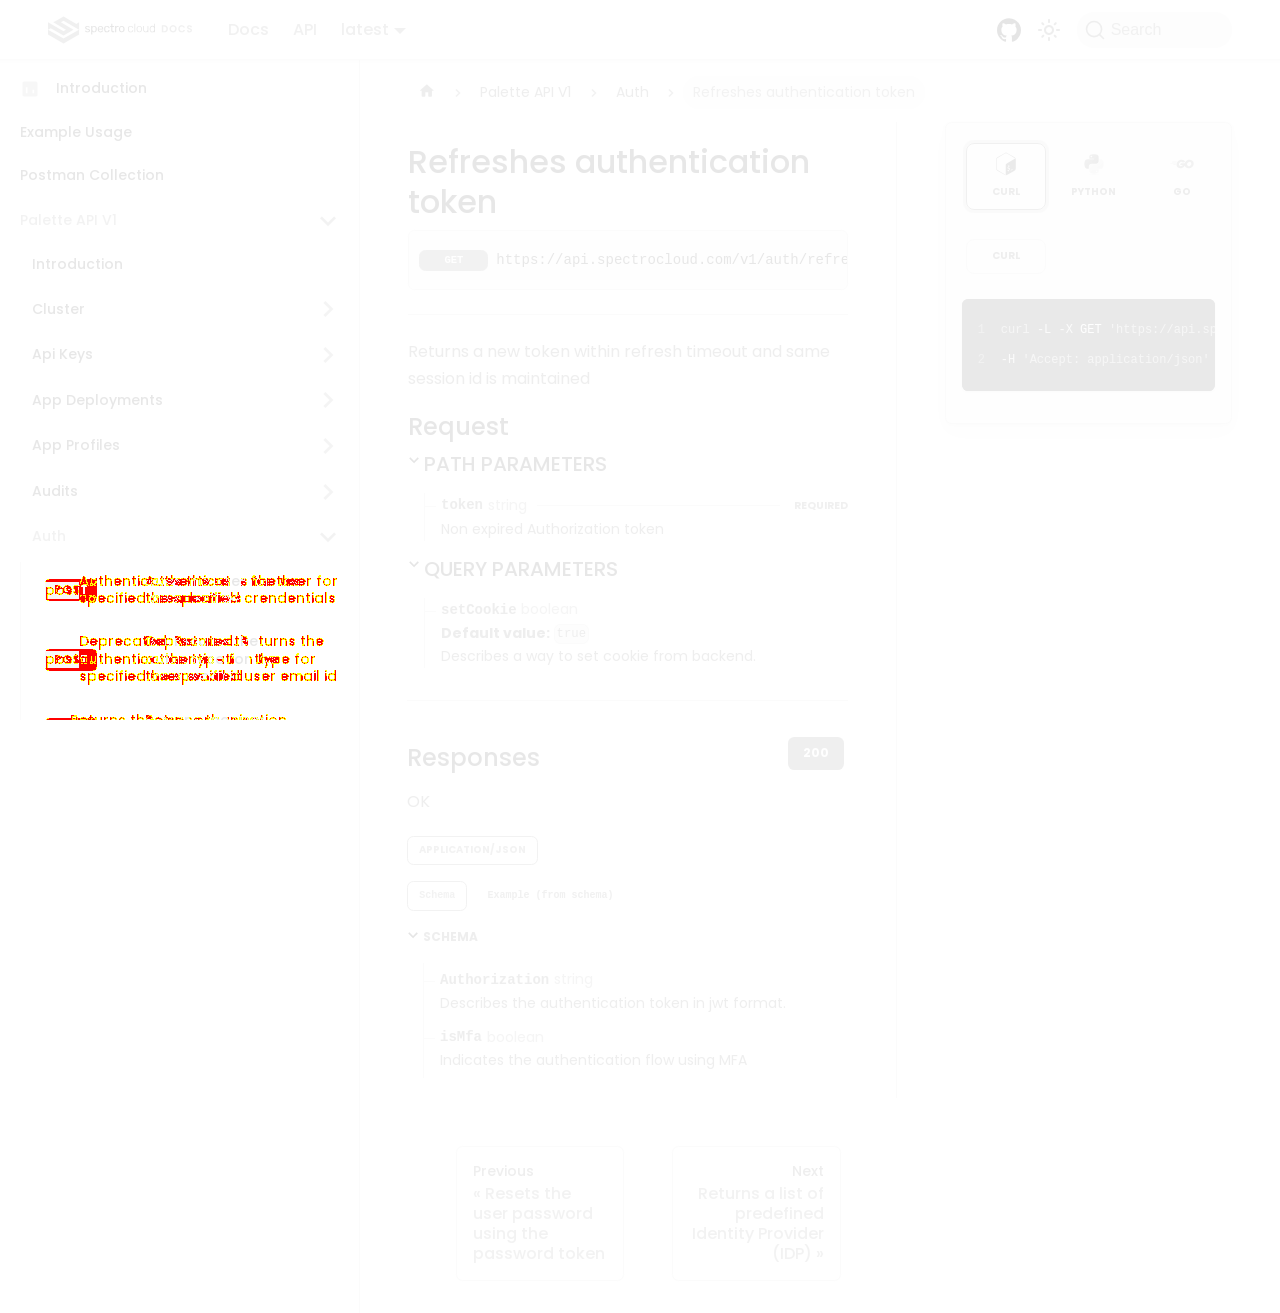 spectro cloud DOCS
Docs API latest
Search
Introduction
Example Usage
Postman Collection
Palette API V1
Introduction
Cluster
Api Keys
App Deployments
App Profiles
Audits
Auth
Palette API V1
Auth
Refreshes authentication token
Refreshes authentication
token
GET https://api.spectrocloud.com/v1/auth/refre
Returns a new token within refresh timeout and same
session id is maintained
Request
PATH PARAMETERS
token string REQUIRED
Non expired Authorization token
QUERY PARAMETERS
setCookie boolean
Default value: true
Describes a way to set cookie from backend.
Responses
200
OK
APPLICATION/JSON
Schema
Example (from schema)
SCHEMA
Authorization string
Describes the authentication token in jwt format.
isMfa boolean
Indicates the authentication flow using MFA
Previous
« Resets the
user password
using the
password token
Next
Returns a list of
predefined
Identity Provider
(IDP) »
CURL
PYTHON
GO
CURL
1 curl -L -X GET 'https://api.sp
2 -H 'Accept: application/json'